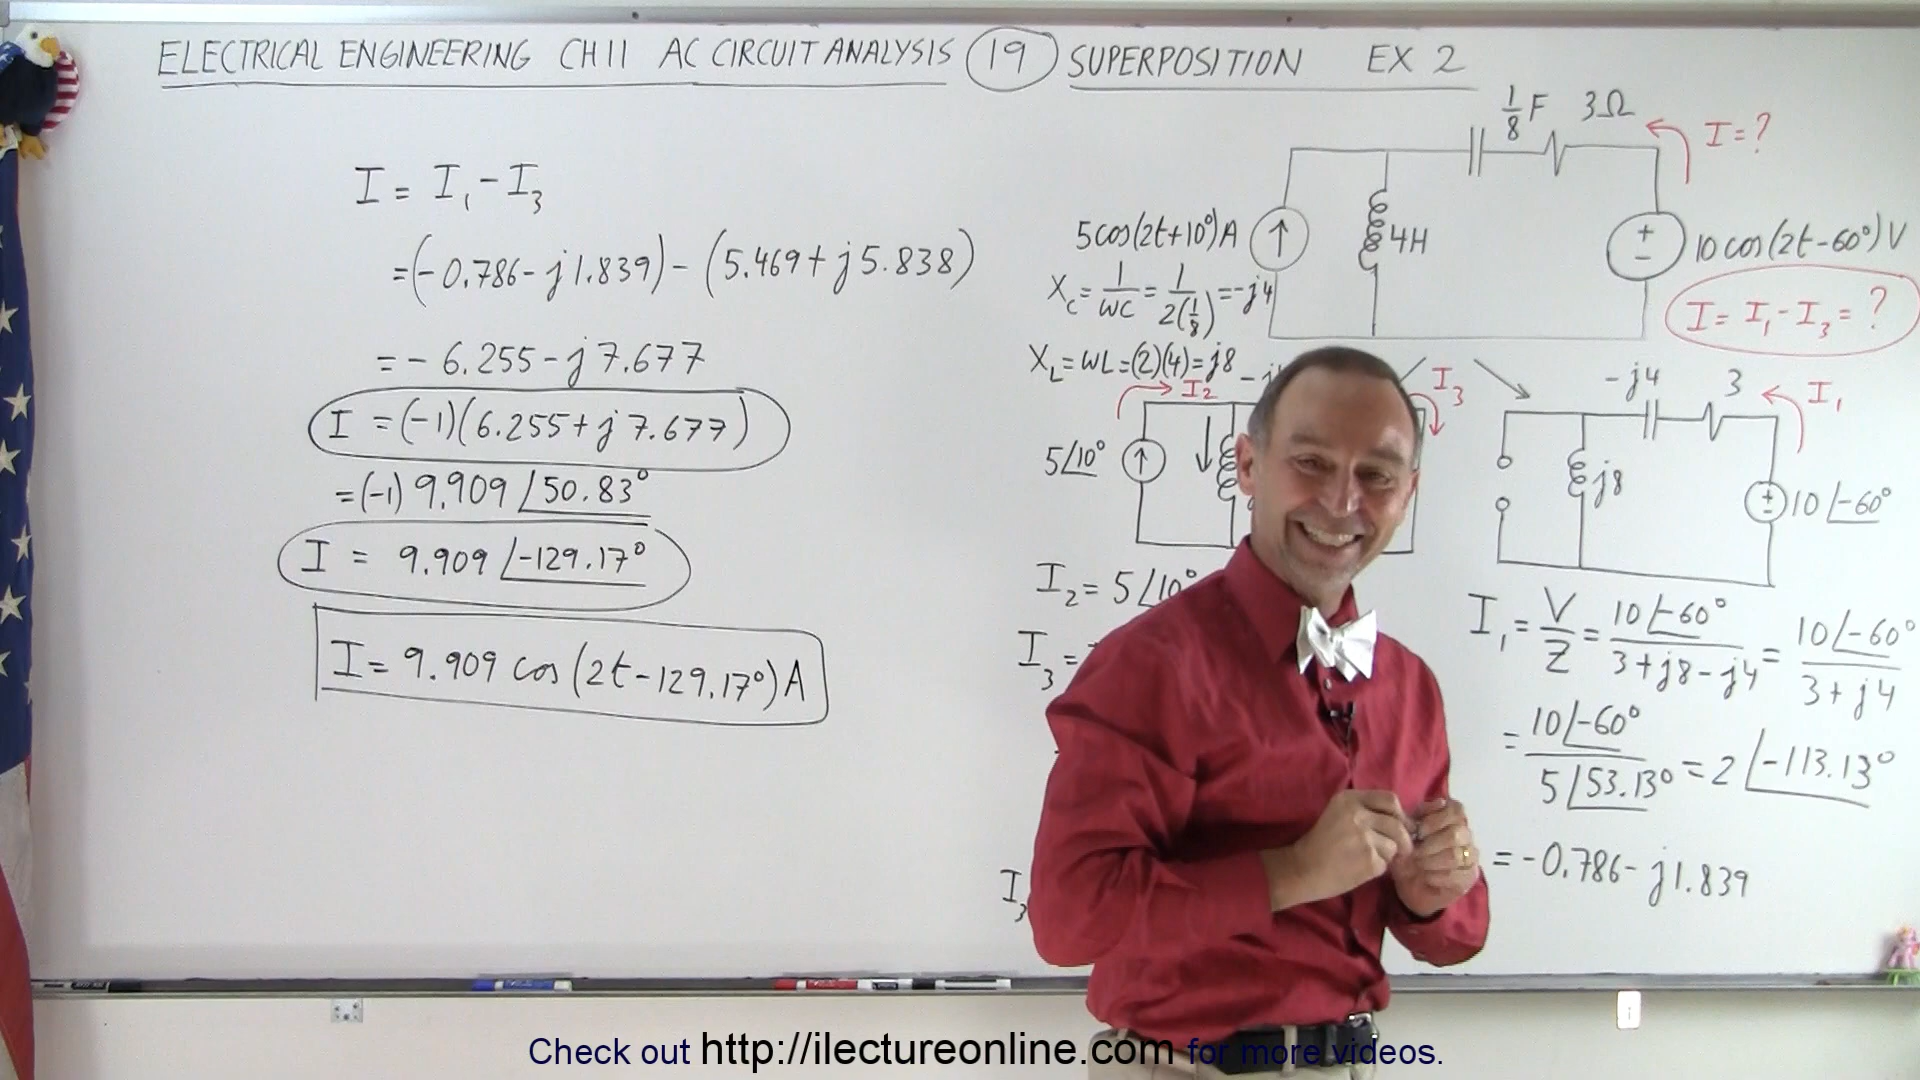 ELECTRICAL ENGINEERING CH 11 AC CIRCUIT ANALYSIS 19 SUPERPOSITION EX 2
I = I₁ - I₃
= (-0.786 - j1.839) - (5.469 + j5.838)
= - 6.255 - j7.677
I = (-1)(6.255 + j7.677)
= (-1) 9.909 ∠50.83°
I = 9.909 ∠-129.17°
I = 9.909 cos(2t - 129.17°) A
1/8 F 3Ω
I = ?
5cos(2t+10°)A
4H
+
-
10cos(2t-60°)V
Xc = 1/WC = 1/2(1/8) = -j4
I = I₁ - I₃ = ?
XL = WL = (2)(4) = j8
I₂
I₃
5∠10°
-j4
3
I₁
j8
+
-
10∠-60°
I₂ = 5∠10°
I₃ =
I₃
I₁ = V/Z = 10∠-60°/3+j8-j4 = 10∠-60°/3+j4
= 10∠-60°/5∠53.13° = 2∠-113.13°
= -0.786 - j1.839
Check out http://ilectureonline.com for more videos.